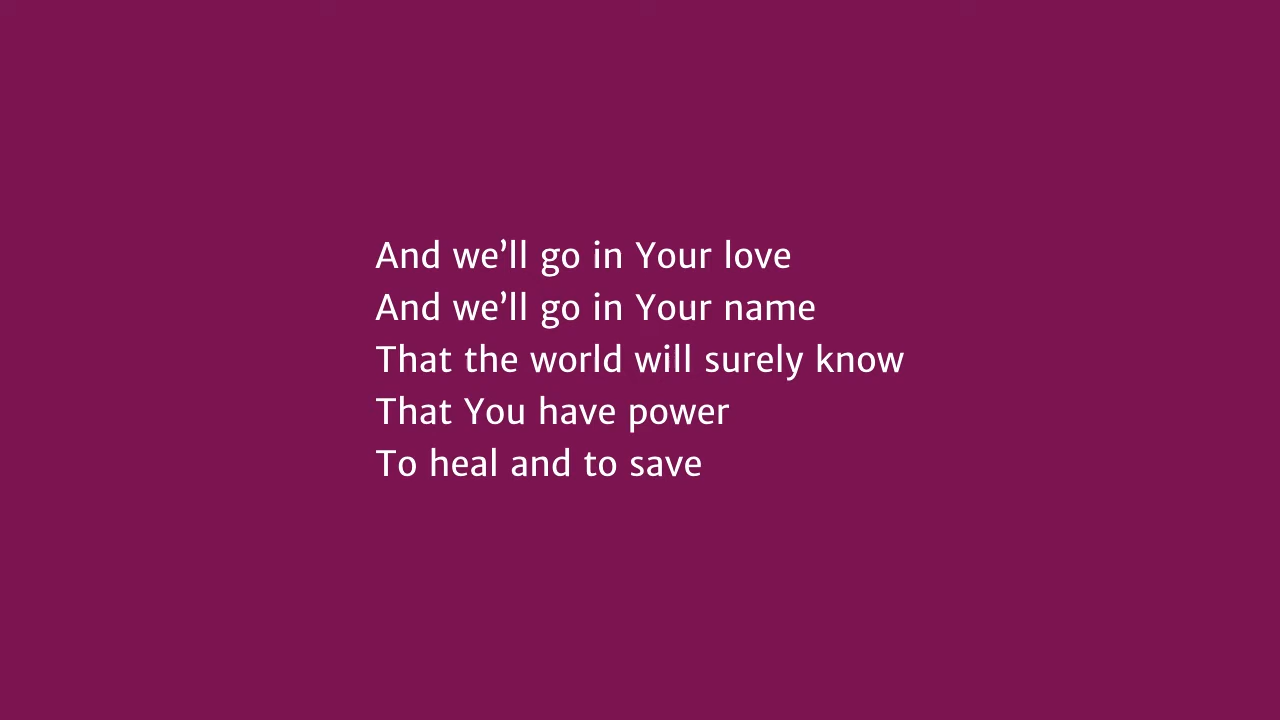 And we’ll go in Your love
And we’ll go in Your name
That the world will surely know
That You have power
To heal and to save